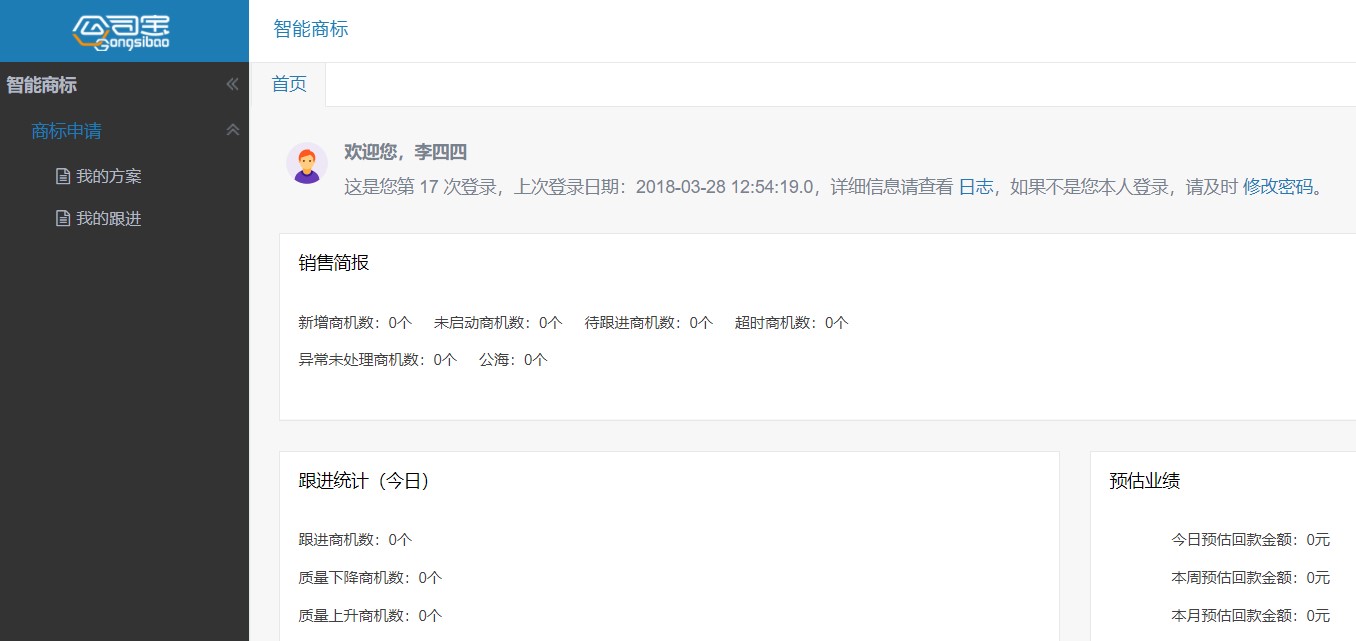 公司宝
Gongsibao
智能商标
智能商标
首页
商标申请
我的方案
我的跟进
欢迎您，李四四
这是您第 17 次登录，上次登录日期：2018-03-28 12:54:19.0，详细信息请查看 日志，如果不是您本人登录，请及时 修改密码。
销售简报
新增商机数：0个 未启动商机数：0个 待跟进商机数：0个 超时商机数：0个
异常未处理商机数：0个 公海：0个
跟进统计（今日）
跟进商机数：0个
质量下降商机数：0个
质量上升商机数：0个
预估业绩
今日预估回款金额：0元
本周预估回款金额：0元
本月预估回款金额：0元